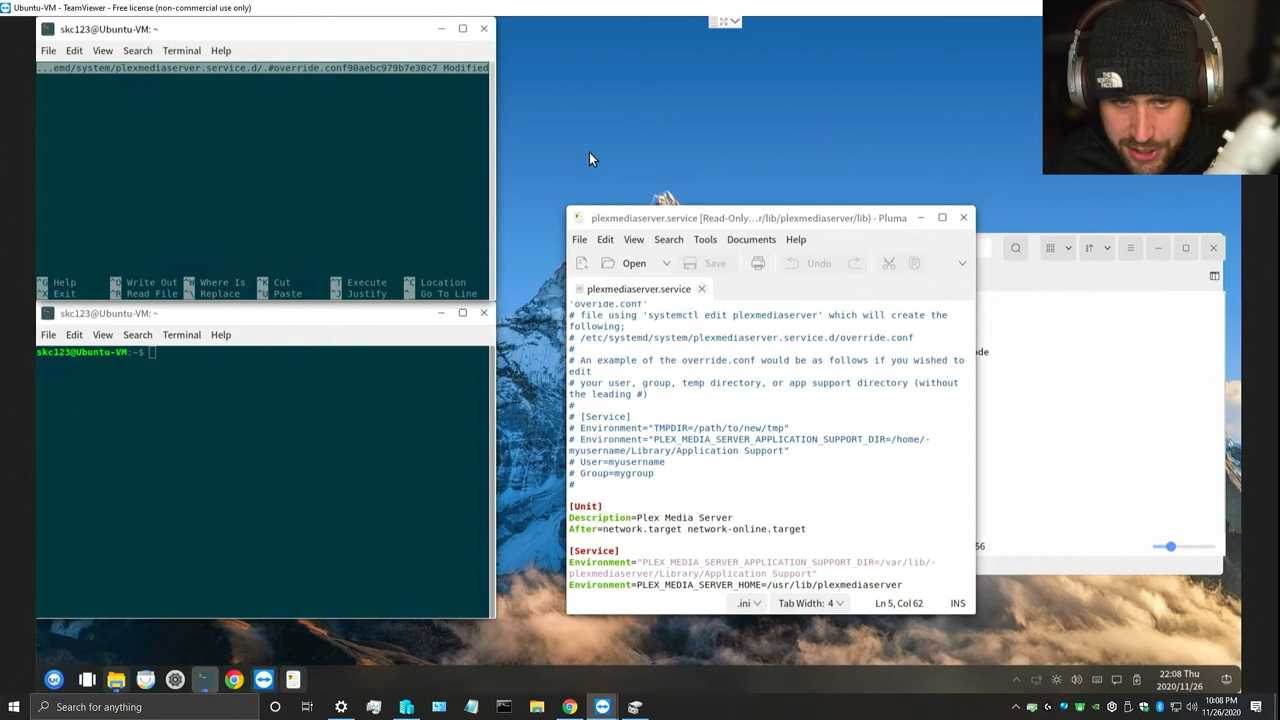 Ubuntu-VM - TeamViewer - Free license (non-commercial use only)
skc123@Ubuntu-VM: ~
File Edit View Search Terminal Help
...emd/system/plexmediaserver.service.d/.#override.conf90aebc979b7e30c7 Modified
^G Help ^O Write Out ^W Where Is ^K Cut ^T Execute ^C Location
^X Exit ^R Read File ^\ Replace ^U Paste ^J Justify ^_ Go To Line
skc123@Ubuntu-VM: ~
File Edit View Search Terminal Help
skc123@Ubuntu-VM:~$
plexmediaserver.service [Read-Only...r/lib/plexmediaserver/lib) - Pluma
File Edit View Search Tools Documents Help
Open Save Undo
plexmediaserver.service
'override.conf'
# file using 'systemctl edit plexmediaserver' which will create the
following;
# /etc/systemd/system/plexmediaserver.service.d/override.conf
#
# An example of the override.conf would be as follows if you wished to
edit
# your user, group, temp directory, or app support directory (without
the leading #)
#
# [Service]
# Environment="TMPDIR=/path/to/new/tmp"
# Environment="PLEX_MEDIA_SERVER_APPLICATION_SUPPORT_DIR=/home/-
myusername/Library/Application Support"
# User=myusername
# Group=mygroup
#
[Unit]
Description=Plex Media Server
After=network.target network-online.target
[Service]
Environment="PLEX_MEDIA_SERVER_APPLICATION_SUPPORT_DIR=/var/lib/-
plexmediaserver/Library/Application Support"
Environment=PLEX_MEDIA_SERVER_HOME=/usr/lib/plexmediaserver
.ini Tab Width: 4 Ln 5, Col 62 INS
THE
NORTH
FACE
22:08 Thu
2020/11/26
Search for anything
10:08 PM
11/26/2020